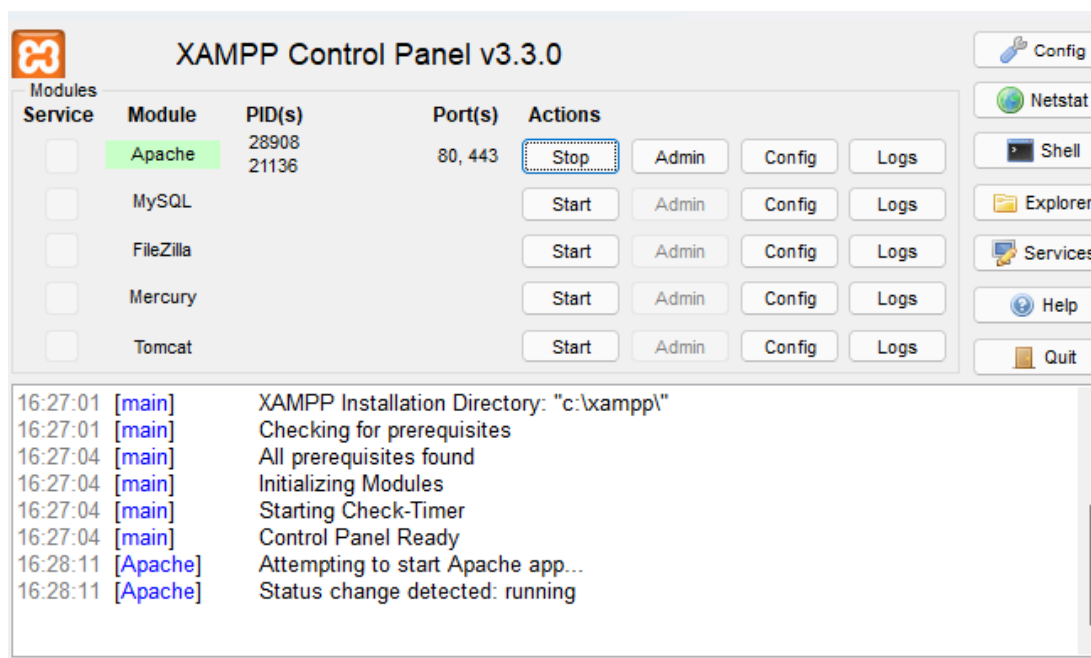 XAMPP Control Panel v3.3.0
Config
Modules
Service Module PID(s) Port(s) Actions
Netstat
Apache 28908 21136 80, 443 Stop Admin Config Logs
Shell
MySQL Start Admin Config Logs
Explorer
FileZilla Start Admin Config Logs
Services
Mercury Start Admin Config Logs
Help
Tomcat Start Admin Config Logs
Quit
16:27:01 [main] XAMPP Installation Directory: "c:\xampp\"
16:27:01 [main] Checking for prerequisites
16:27:04 [main] All prerequisites found
16:27:04 [main] Initializing Modules
16:27:04 [main] Starting Check-Timer
16:27:04 [main] Control Panel Ready
16:28:11 [Apache] Attempting to start Apache app...
16:28:11 [Apache] Status change detected: running